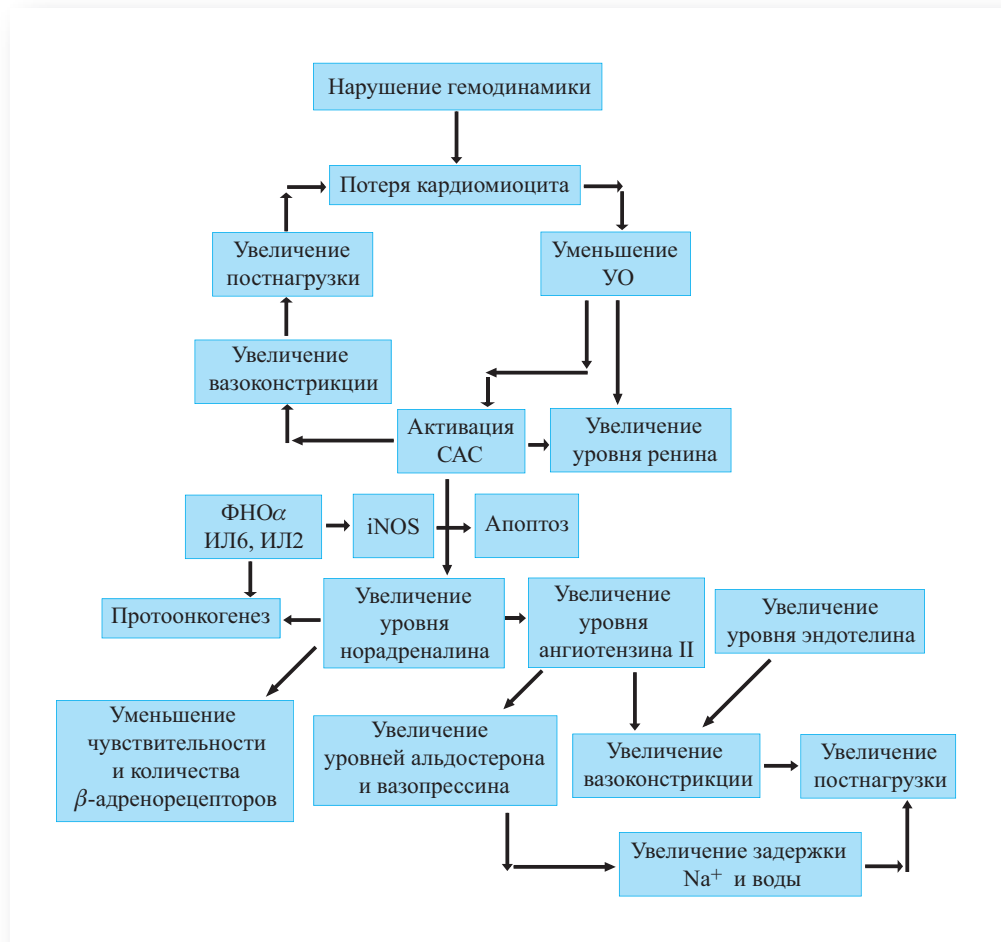 Нарушение гемодинамики
Потеря кардиомиоцита
Увеличение
постнагрузки
Уменьшение
УО
Увеличение
вазоконстрикции
Активация
САС
Увеличение
уровня ренина
ФНОα
ИЛ6, ИЛ2
iNOS
Апоптоз
Протоонкогенез
Увеличение
уровня
норадреналина
Увеличение
уровня
ангиотензина II
Увеличение
уровня эндотелина
Уменьшение
чувствительности
и количества
β-адренорецепторов
Увеличение
уровней альдостерона
и вазопрессина
Увеличение
вазоконстрикции
Увеличение
постнагрузки
Увеличение задержки
Na⁺ и воды